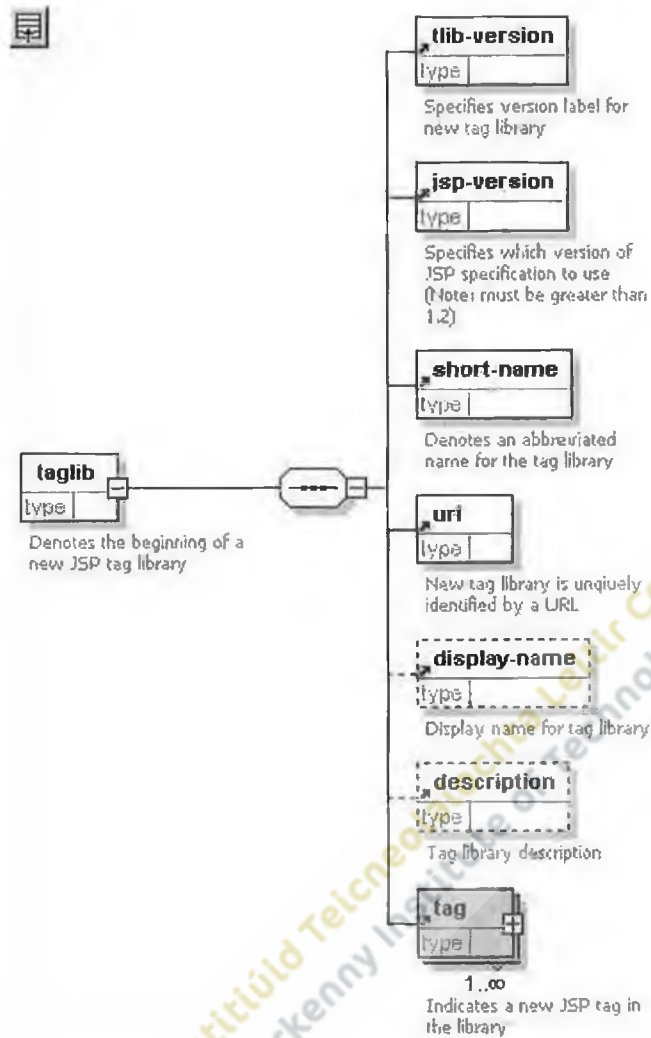 tlib-version
type
Specifies version label for
new tag library
jsp-version
type
Specifies which version of
JSP specification to use
(Note: must be greater than
1.2)
short-name
type
Denotes an abbreviated
name for the tag library
taglib
type
Denotes the beginning of a
new JSP tag library
uri
type
New tag library is unqiuely
identified by a URL
display-name
type
Display name for tag library
description
type
Tag library description
tag
type
1..∞
Indicates a new JSP tag in
the library